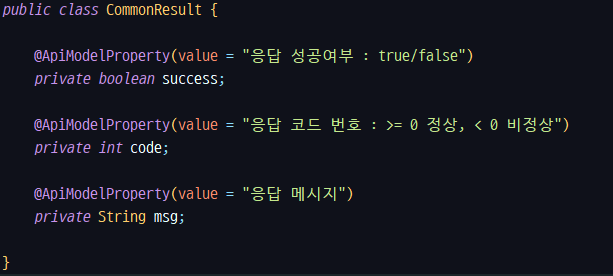 public class CommonResult {
@ApiModelProperty(value = "응답 성공여부 : true/false")
private boolean success;
@ApiModelProperty(value = "응답 코드 번호 : >= 0 정상, < 0 비정상")
private int code;
@ApiModelProperty(value = "응답 메시지")
private String msg;
}